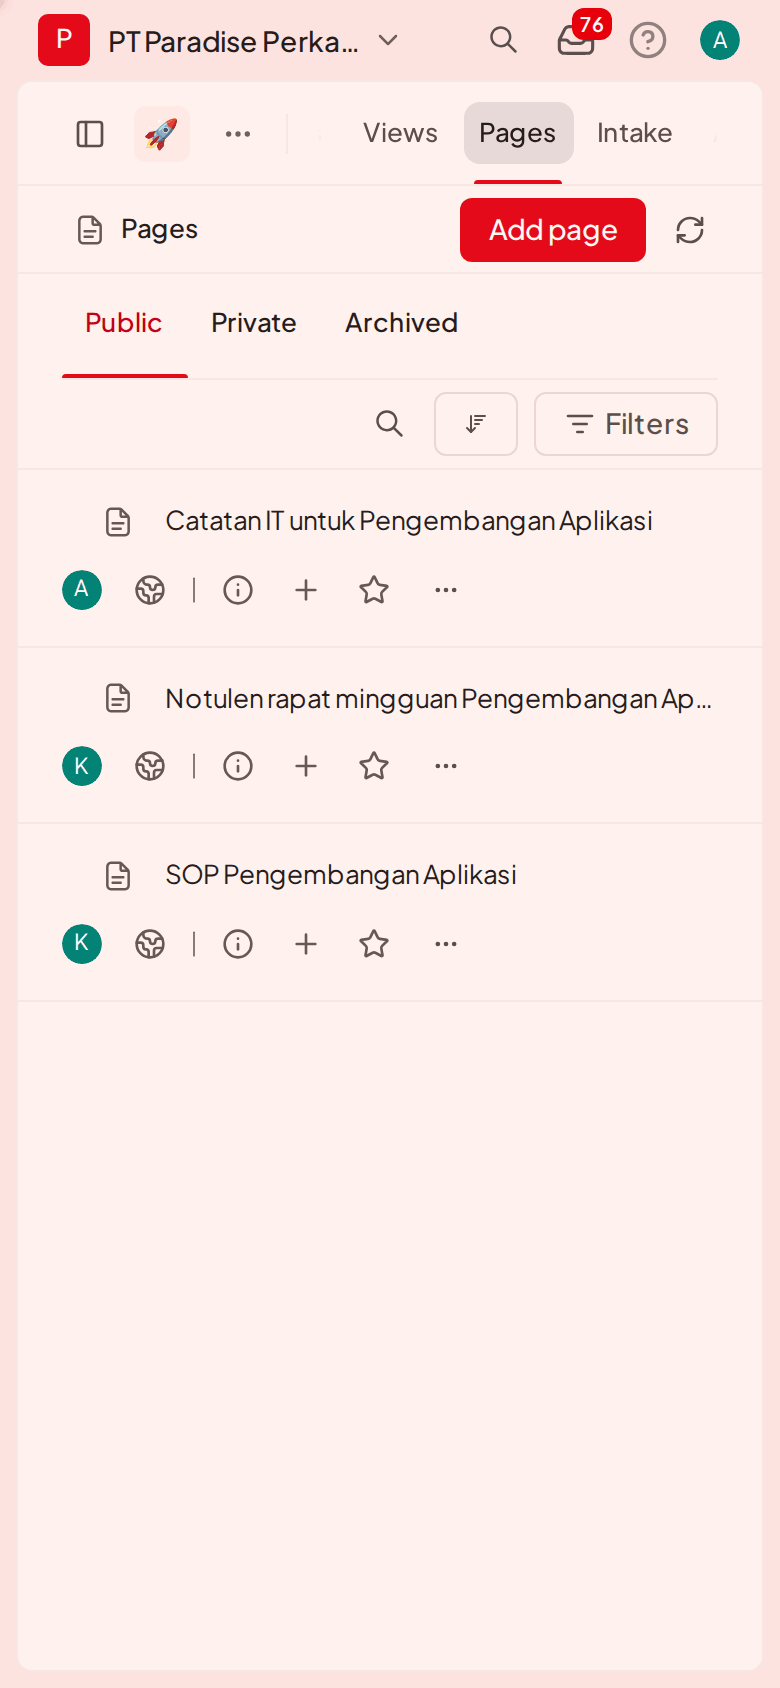 P PT Paradise Perka... 76 A
Views Pages Intake
Pages Add page
Public Private Archived
Filters
Catatan IT untuk Pengembangan Aplikasi
A
Notulen rapat mingguan Pengembangan Ap...
K
SOP Pengembangan Aplikasi
K